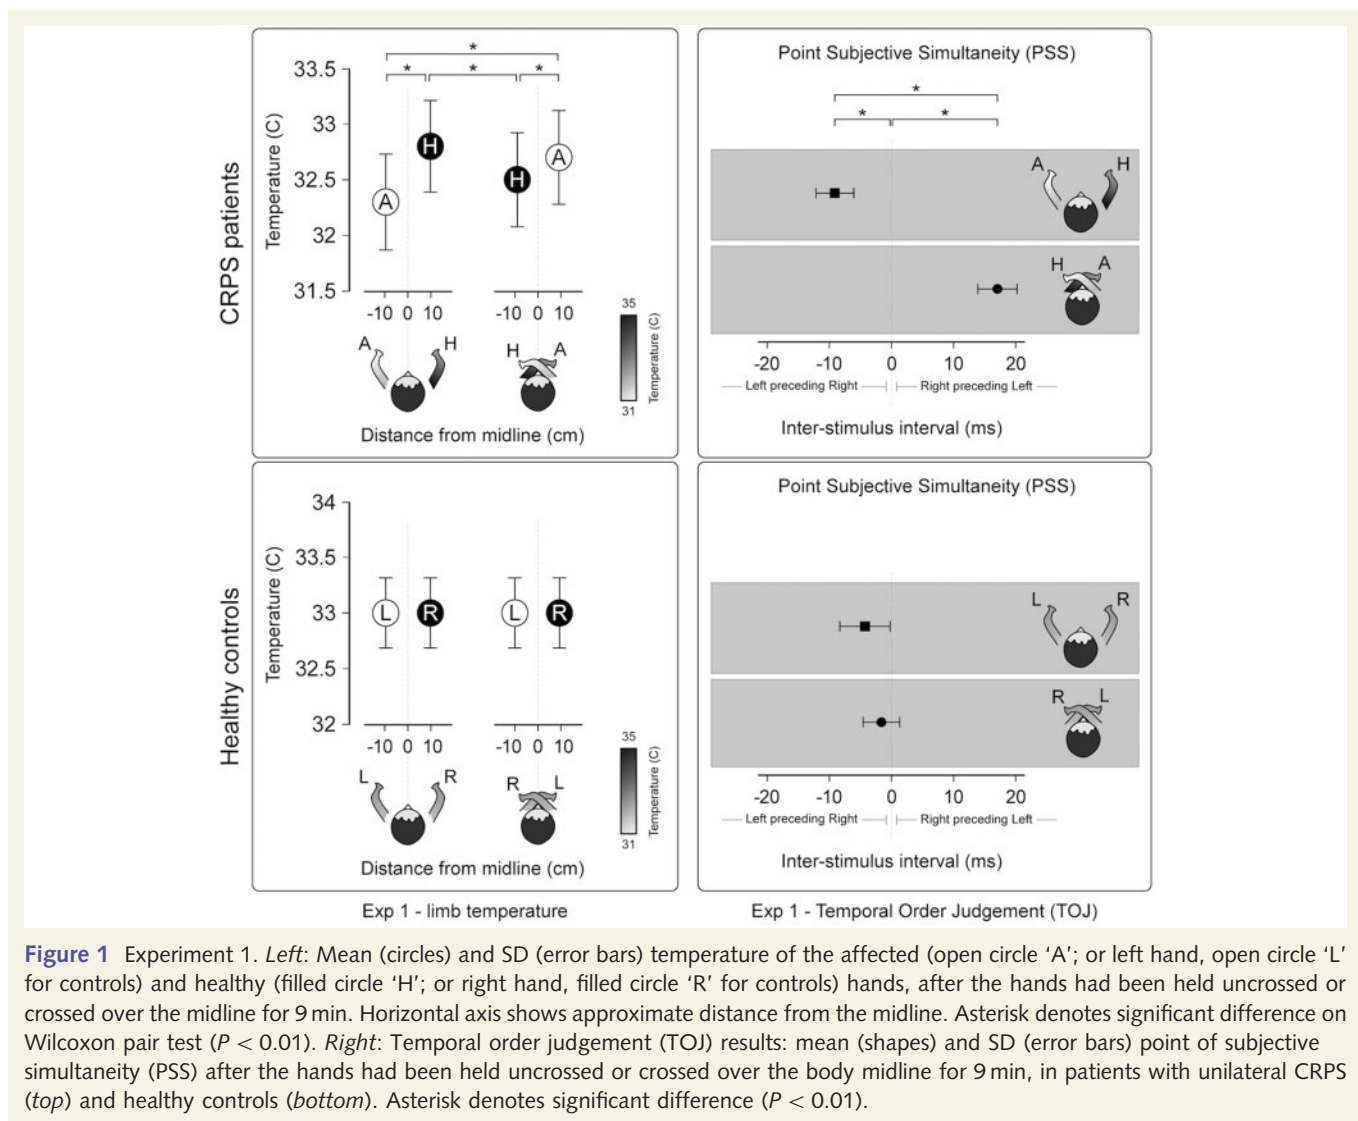 CRPS patients
Temperature (C)
33.5
33
32.5
32
31.5
* 
* * *
A H H A
-10 0 10 -10 0 10
A H H A
35
Temperature (C)
31
Distance from midline (cm)
Point Subjective Simultaneity (PSS)
*
* *
A H
H A
-20 -10 0 10 20
Left preceding Right Right preceding Left
Inter-stimulus interval (ms)
Healthy controls
Temperature (C)
34
33.5
33
32.5
32
L R L R
-10 0 10 -10 0 10
L R R L
35
Temperature (C)
31
Distance from midline (cm)
Exp 1 - limb temperature
Point Subjective Simultaneity (PSS)
L R
R L
-20 -10 0 10 20
Left preceding Right Right preceding Left
Inter-stimulus interval (ms)
Exp 1 - Temporal Order Judgement (TOJ)
Figure 1 Experiment 1. Left: Mean (circles) and SD (error bars) temperature of the affected (open circle ‘A’; or left hand, open circle ‘L’
for controls) and healthy (filled circle ‘H’; or right hand, filled circle ‘R’ for controls) hands, after the hands had been held uncrossed or
crossed over the midline for 9 min. Horizontal axis shows approximate distance from the midline. Asterisk denotes significant difference on
Wilcoxon pair test (P < 0.01). Right: Temporal order judgement (TOJ) results: mean (shapes) and SD (error bars) point of subjective
simultaneity (PSS) after the hands had been held uncrossed or crossed over the body midline for 9 min, in patients with unilateral CRPS
(top) and healthy controls (bottom). Asterisk denotes significant difference (P < 0.01).